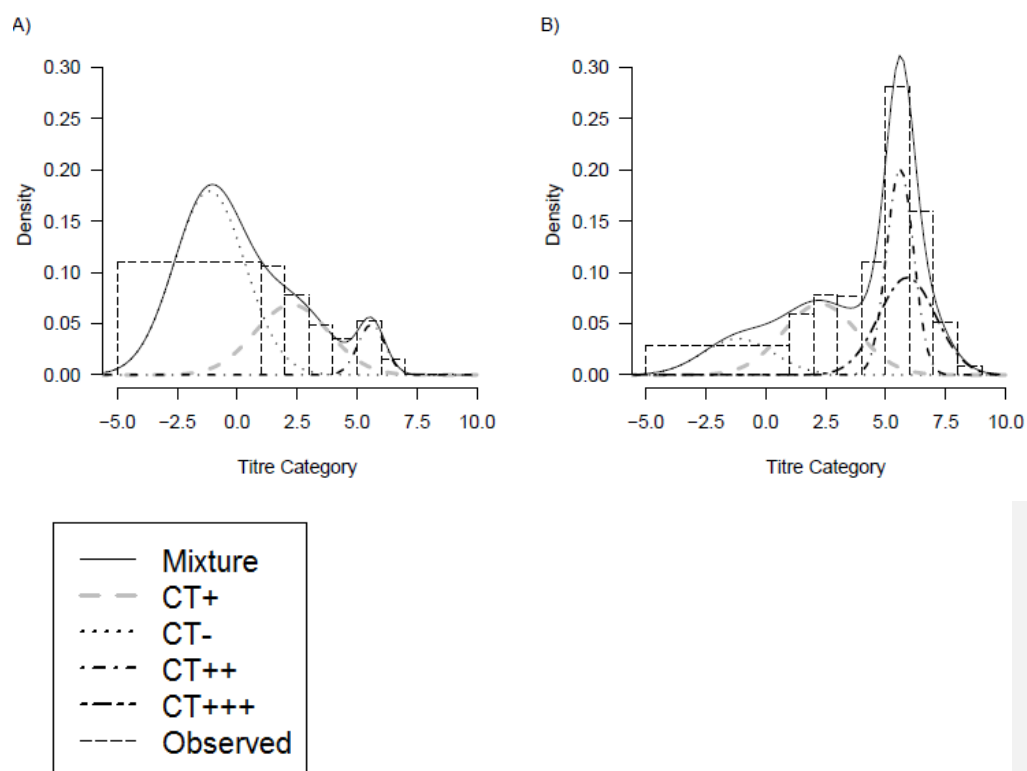 A)
0.30
0.25
0.20
0.15
0.10
0.05
0.00
Density
−5.0 −2.5 0.0 2.5 5.0 7.5 10.0
Titre Category
B)
0.30
0.25
0.20
0.15
0.10
0.05
0.00
Density
−5.0 −2.5 0.0 2.5 5.0 7.5 10.0
Titre Category
Mixture
CT+
CT-
CT++
CT+++
Observed